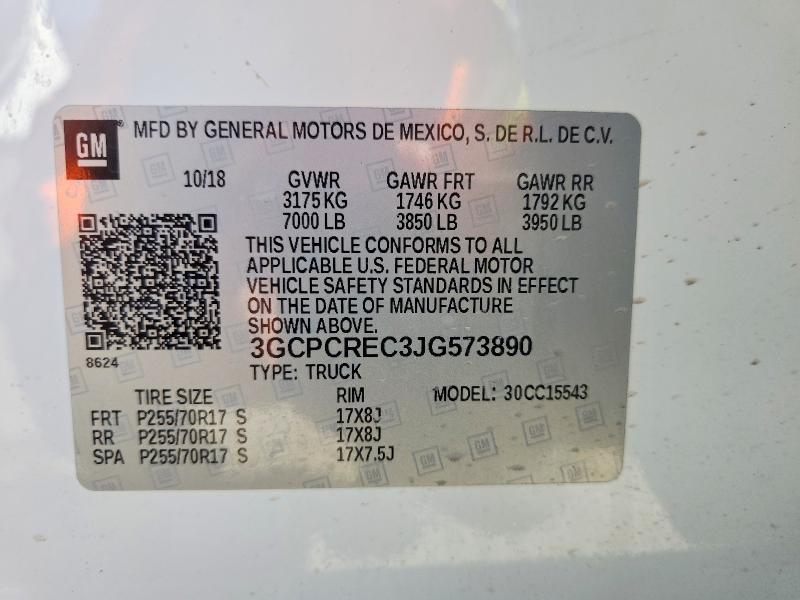 GM MFD BY GENERAL MOTORS DE MEXICO, S. DE R.L. DE C.V.
10/18 GVWR GAWR FRT GAWR RR
3175 KG 1746 KG 1792 KG
7000 LB 3850 LB 3950 LB
THIS VEHICLE CONFORMS TO ALL
APPLICABLE U.S. FEDERAL MOTOR
VEHICLE SAFETY STANDARDS IN EFFECT
ON THE DATE OF MANUFACTURE
SHOWN ABOVE.
3GCPCREC3JG573890
8624
TYPE: TRUCK
TIRE SIZE RIM MODEL: 30CC15543
FRT P255/70R17 S 17X8J
RR P255/70R17 S 17X8J
SPA P255/70R17 S 17X7.5J